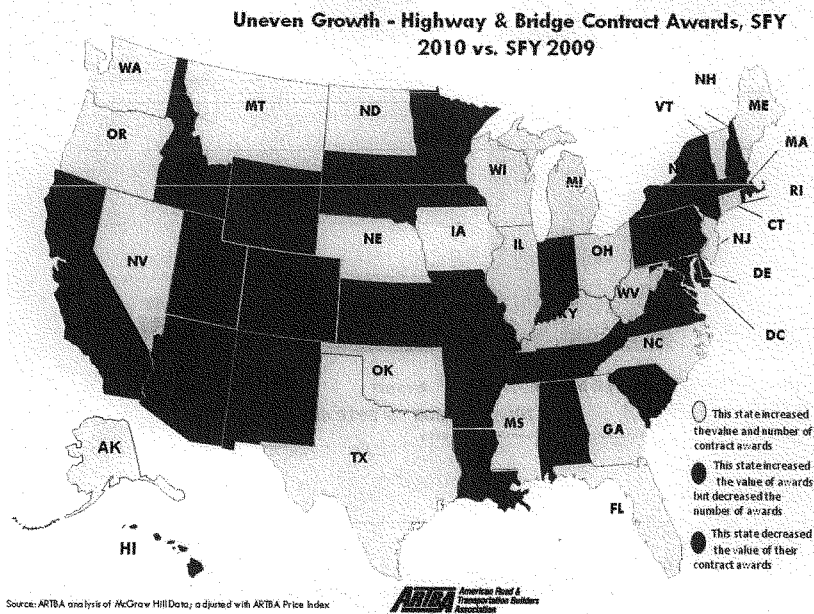 Uneven Growth - Highway & Bridge Contract Awards, SFY
2010 vs. SFY 2009
WA
MT
ND
OR
NH
VT
ME
MA
WI
MI
RI
CT
NV
NE
IA
IL
OH
NJ
DE
WV
KY
DC
NC
OK
MS
GA
TX
AK
FL
HI
This state increased
the value and number of
contract awards
This state increased
the value of awards
but decreased the
number of awards
This state decreased
the value of their
contract awards
Source: ARTBA analysis of McGraw Hill Data; adjusted with ARTBA Price Index
ARTBA
American Road &
Transportation Builders
Association